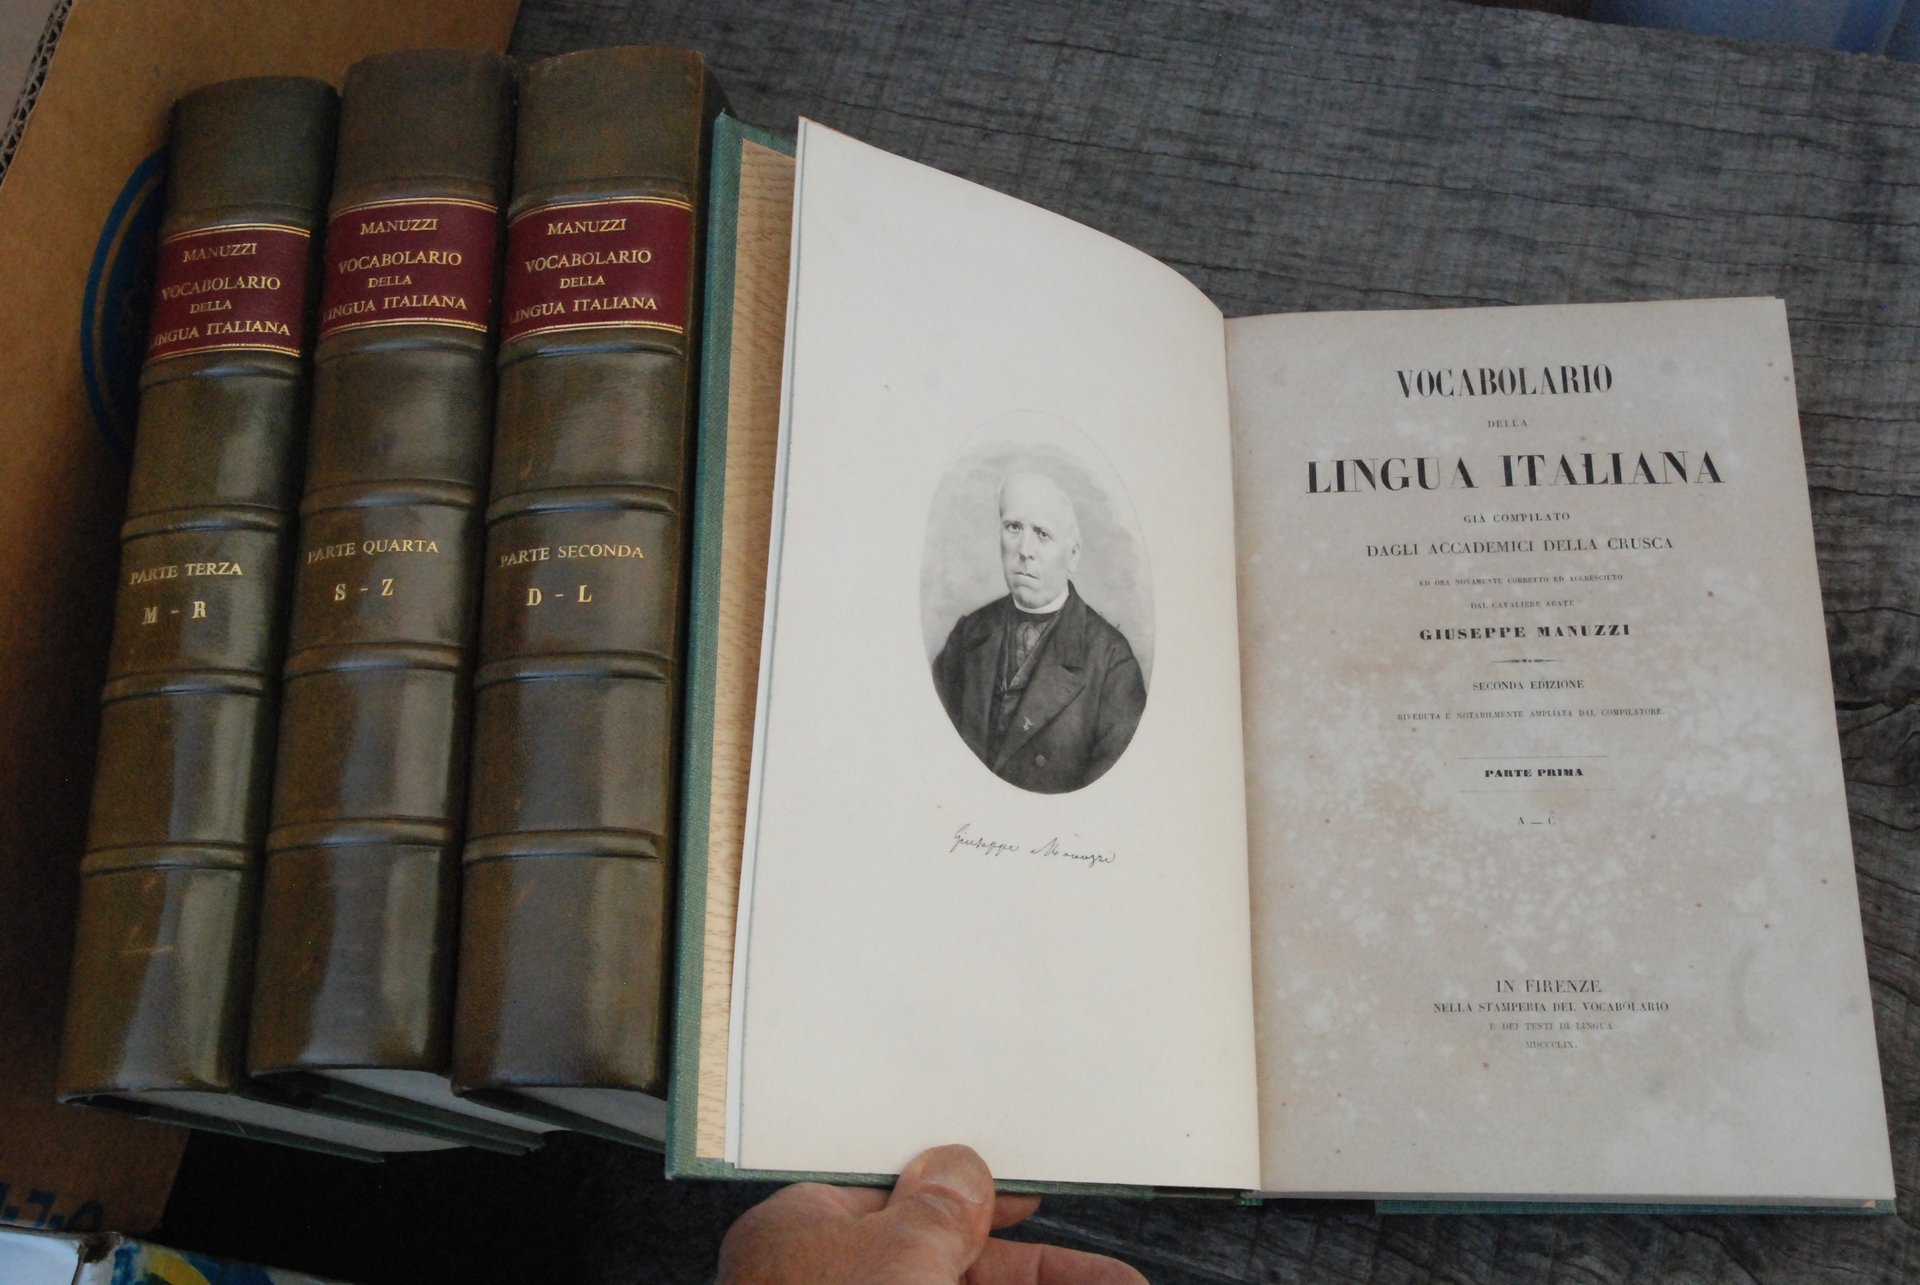 MANUZZI
VOCABOLARIO
DELLA
LINGUA ITALIANA
PARTE TERZA
M - R
MANUZZI
VOCABOLARIO
DELLA
LINGUA ITALIANA
PARTE QUARTA
S - Z
MANUZZI
VOCABOLARIO
DELLA
LINGUA ITALIANA
PARTE SECONDA
D - L
Giuseppe Manuzzi
VOCABOLARIO
DELLA
LINGUA ITALIANA
GIÀ COMPILATO
DAGLI ACCADEMICI DELLA CRUSCA
ED ORA NOVAMENTE CORRETTO ED ACCRESCIUTO
DAL CAVALIERE ABATE
GIUSEPPE MANUZZI
SECONDA EDIZIONE
RIVEDUTA E NOTABILMENTE AMPLIATA DAL COMPILATORE.
PARTE PRIMA
A — C
IN FIRENZE
NELLA STAMPERIA DEL VOCABOLARIO
E DEI TESTI DI LINGUA
MDCCCLIX.